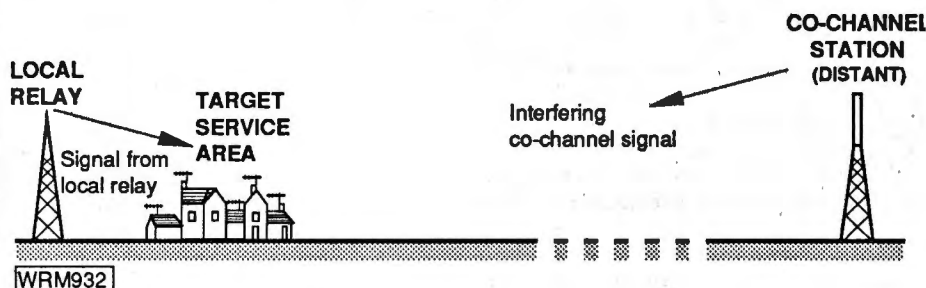 LOCAL
RELAY
TARGET
SERVICE
AREA
Signal from
local relay
Interfering
co-channel signal
CO-CHANNEL
STATION
(DISTANT)
WRM932